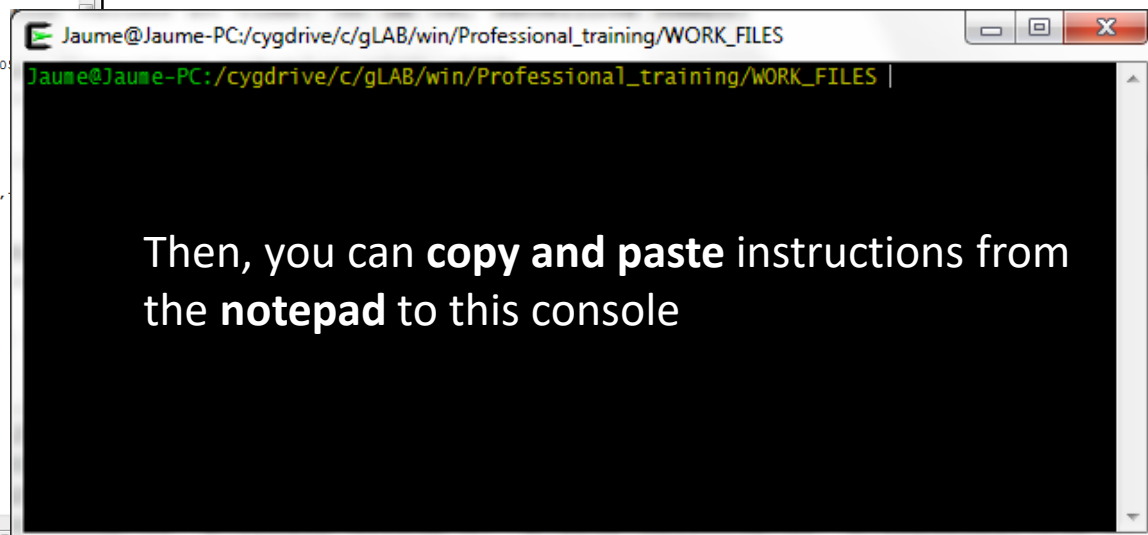 Jaume@Jaume-PC:/cygdrive/c/gLAB/win/Professional_training/WORK_FILES
Jaume@Jaume-PC:/cygdrive/c/gLAB/win/Professional_training/WORK_FILES
Then, you can copy and paste instructions from
the notepad to this console